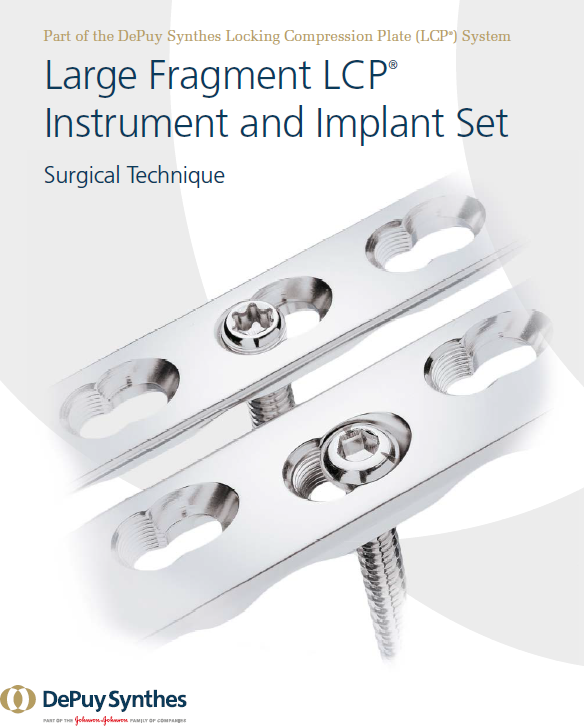 Part of the DePuy Synthes Locking Compression Plate (LCP®) System
Large Fragment LCP®
Instrument and Implant Set
Surgical Technique
DePuy Synthes
PART OF THE Johnson & Johnson FAMILY OF COMPANIES